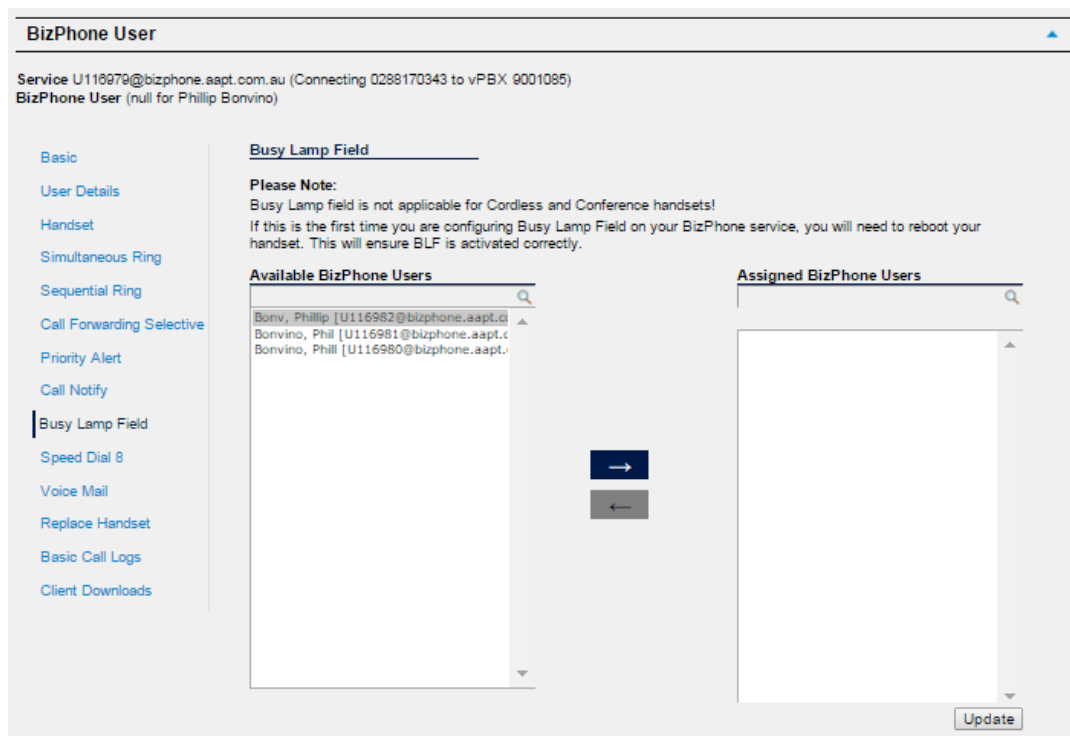 BizPhone User
Service U116979@bizphone.aapt.com.au (Connecting 0288170343 to vPBX 9001085)
BizPhone User (null for Phillip Bonvino)
Basic
User Details
Handset
Simultaneous Ring
Sequential Ring
Call Forwarding Selective
Priority Alert
Call Notify
Busy Lamp Field
Speed Dial 8
Voice Mail
Replace Handset
Basic Call Logs
Client Downloads
Busy Lamp Field
Please Note:
Busy Lamp field is not applicable for Cordless and Conference handsets!
If this is the first time you are configuring Busy Lamp Field on your BizPhone service, you will need to reboot your
handset. This will ensure BLF is activated correctly.
Available BizPhone Users
Bonv, Phillip [U116982@bizphone.aapt.co
Bonvino, Phil [U116981@bizphone.aapt.c
Bonvino, Phill [U116980@bizphone.aapt.
→
←
Assigned BizPhone Users
Update